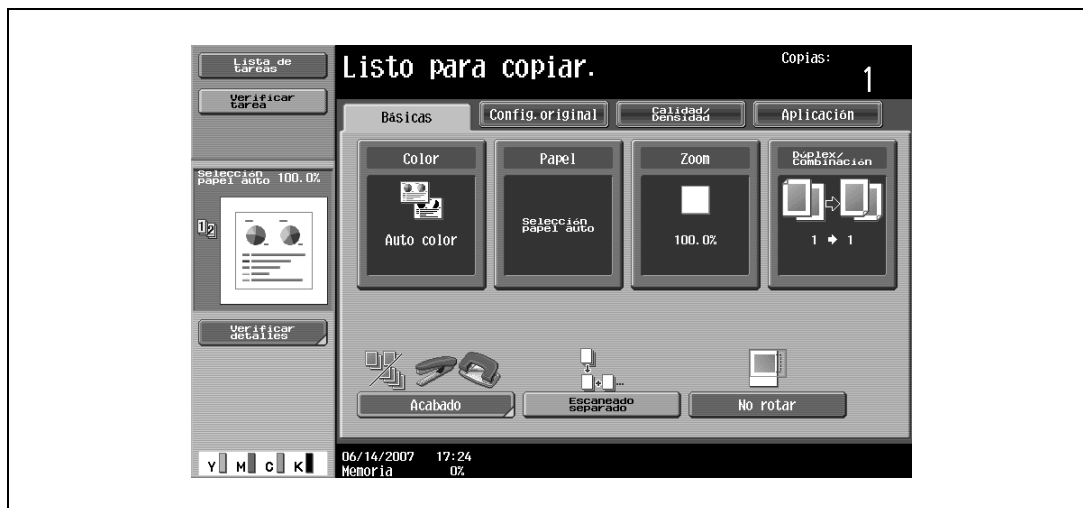 Lista de
tareas
Verificar
tarea
Selección
papel auto 100.0%
1 2
Verificar
detalles
Y M C K
Listo para copiar.
Copias:
1
Básicas
Config.original
Calidad/
Densidad
Aplicación
Color
Auto color
Papel
Selección
papel auto
Zoom
100.0%
Dúplex/
Combinación
1 ➔ 1
Acabado
Escaneado
separado
No rotar
06/14/2007 17:24
Memoria 0%